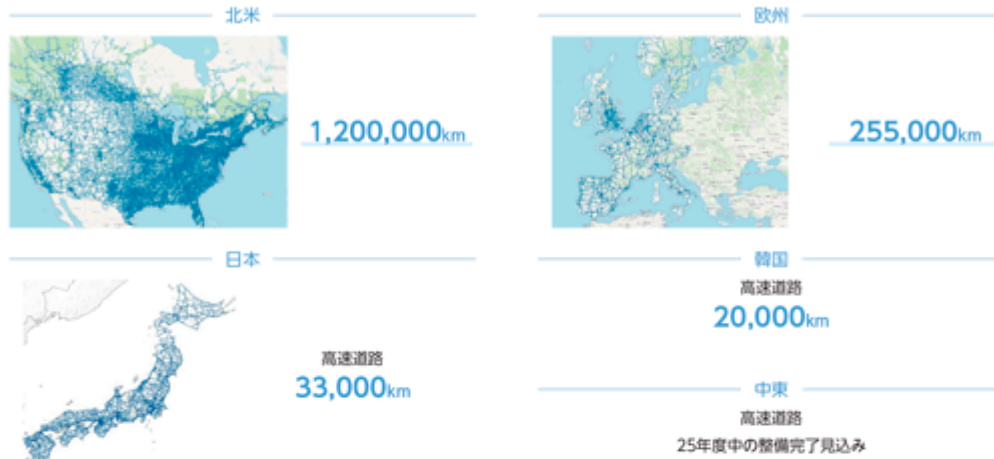 北米
1,200,000km
欧州
255,000km
日本
高速道路
33,000km
韓国
高速道路
20,000km
中東
高速道路
25年度中の整備完了見込み